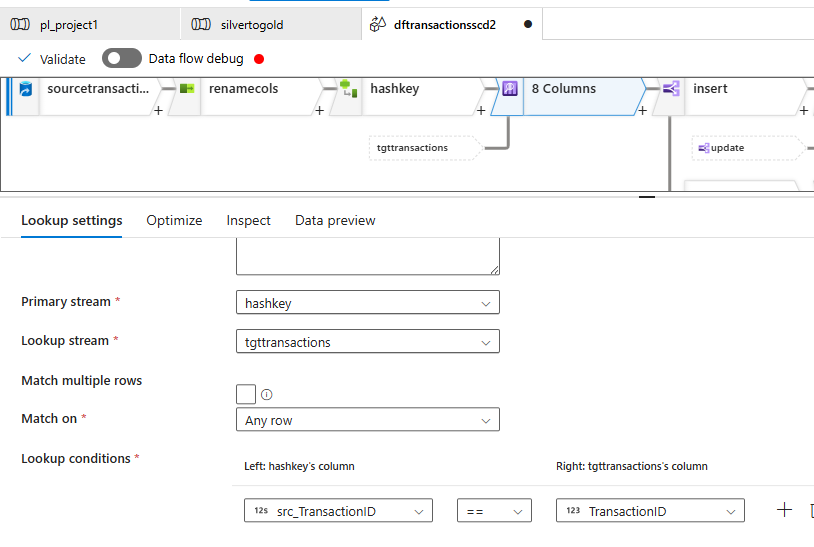 pl_project1
silvertogold
dftransactionsscd2
Validate
Data flow debug
sourcetransacti...
renamecols
hashkey
8 Columns
insert
+
+
+
+
+
tgttransactions
update
Lookup settings
Optimize
Inspect
Data preview
Primary stream *
hashkey
Lookup stream *
tgttransactions
Match multiple rows
Match on *
Any row
Lookup conditions *
Left: hashkey's column
Right: tgttransactions's column
12s src_TransactionID
==
123 TransactionID
+